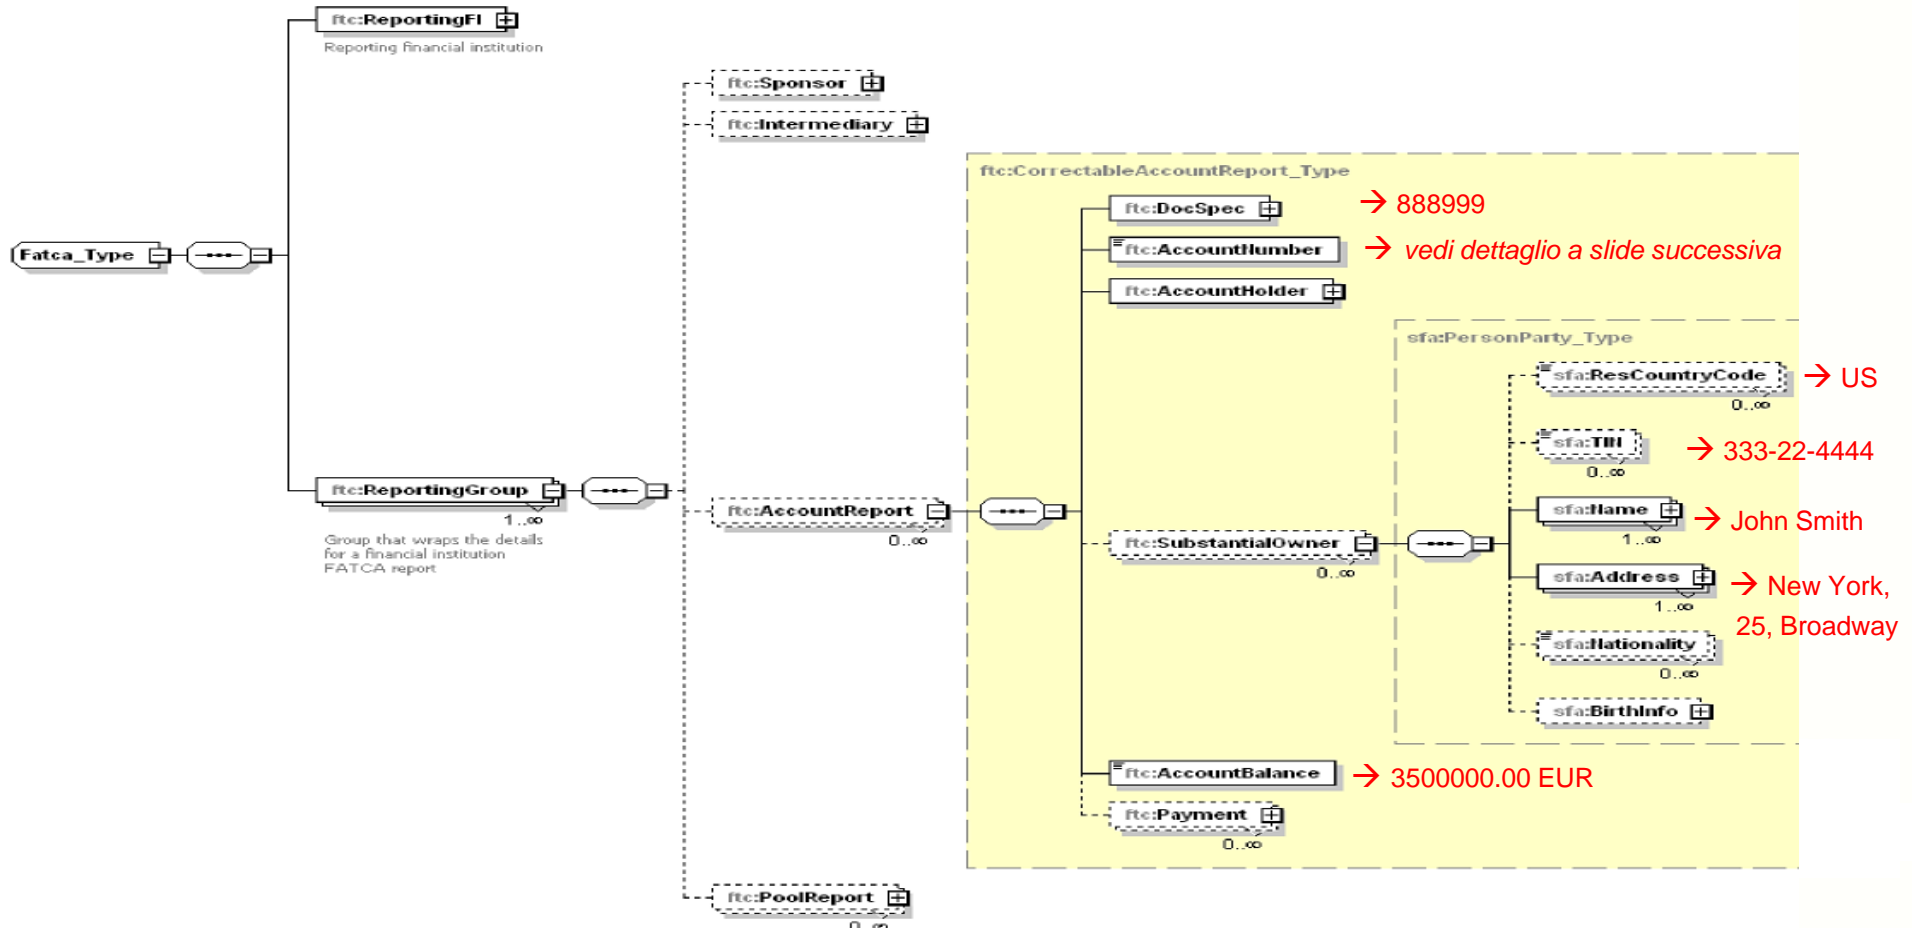 ftc:ReportingFI
Reporting financial institution
ftc:Sponsor
ftc:Intermediary
ftc:CorrectableAccountReport_Type
ftc:DocSpec
→ 888999
Fatca_Type
ftc:AccountNumber
→ vedi dettaglio a slide successiva
ftc:AccountHolder
sfa:PersonParty_Type
sfa:ResCountryCode
→ US
0..∞
sfa:TIN
→ 333-22-4444
0..∞
ftc:ReportingGroup
1..∞
Group that wraps the details
for a financial institution
FATCA report
ftc:AccountReport
0..∞
sfa:Name
→ John Smith
1..∞
ftc:SubstantialOwner
0..∞
sfa:Address
→ New York,
25, Broadway
1..∞
sfa:Nationality
0..∞
sfa:BirthInfo
ftc:AccountBalance
→ 3500000.00 EUR
ftc:Payment
0..∞
ftc:PoolReport
0..∞